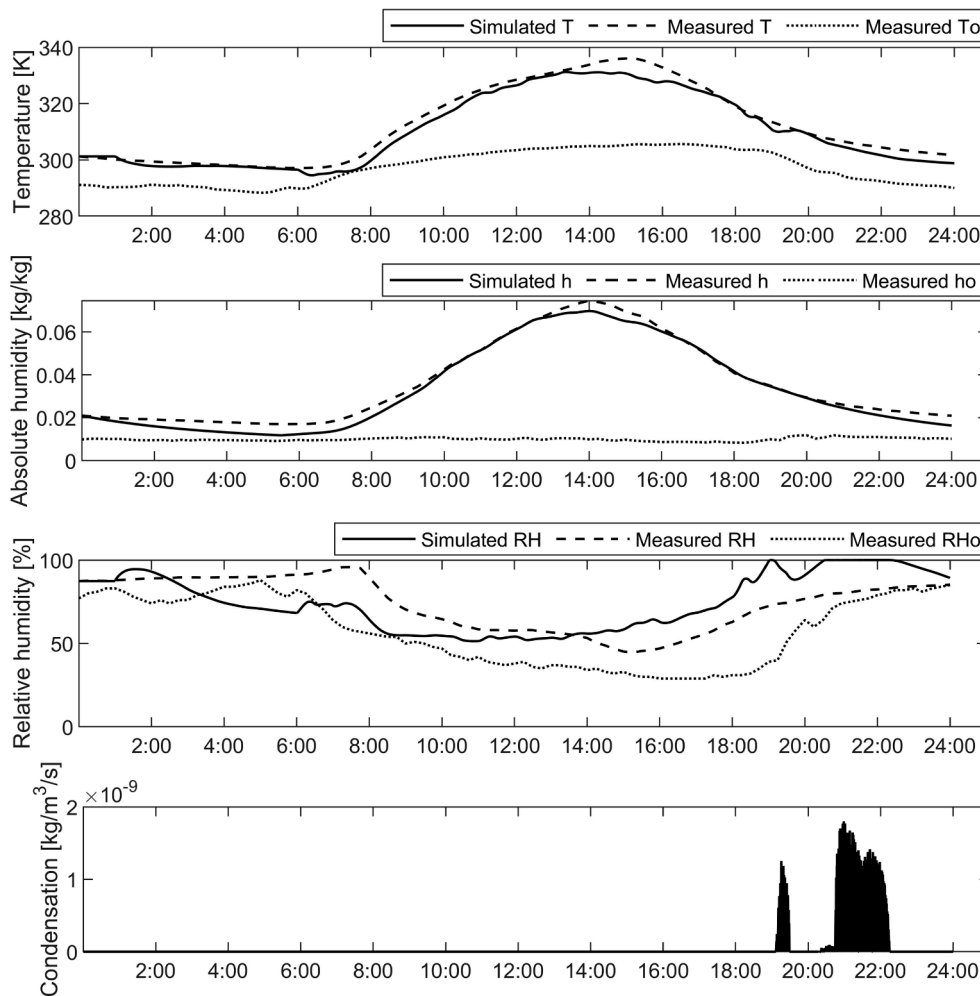 Simulated T Measured T Measured To
Temperature [K]
340
320
300
280
2:00 4:00 6:00 8:00 10:00 12:00 14:00 16:00 18:00 20:00 22:00 24:00
Simulated h Measured h Measured ho
Absolute humidity [kg/kg]
0.06
0.04
0.02
0
2:00 4:00 6:00 8:00 10:00 12:00 14:00 16:00 18:00 20:00 22:00 24:00
Simulated RH Measured RH Measured RHo
Relative humidity [%]
100
50
0
2:00 4:00 6:00 8:00 10:00 12:00 14:00 16:00 18:00 20:00 22:00 24:00
×10⁻⁹
Condensation [kg/m³/s]
2
1
0
2:00 4:00 6:00 8:00 10:00 12:00 14:00 16:00 18:00 20:00 22:00 24:00